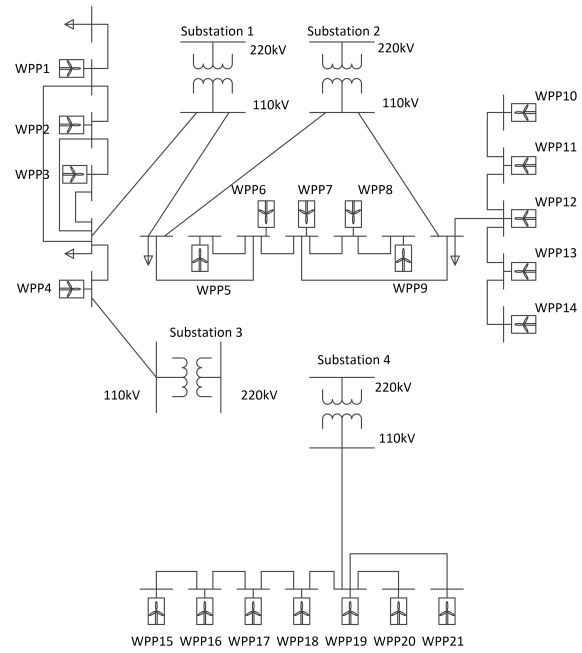 Substation 1
Substation 2
220kV
220kV
WPP1
WPP10
110kV
110kV
WPP2
WPP11
WPP3
WPP6
WPP7
WPP8
WPP12
WPP13
WPP4
WPP5
WPP9
WPP14
Substation 3
Substation 4
110kV
220kV
220kV
110kV
WPP15
WPP16
WPP17
WPP18
WPP19
WPP20
WPP21